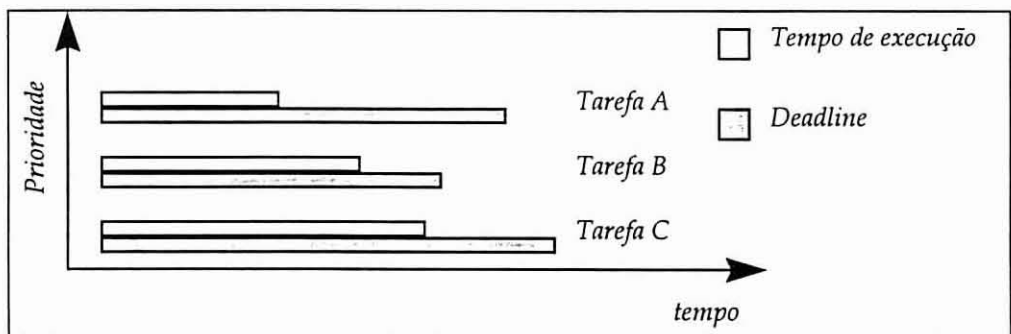 Prioridade
Tempo de execução
Tarefa A
Deadline
Tarefa B
Tarefa C
tempo